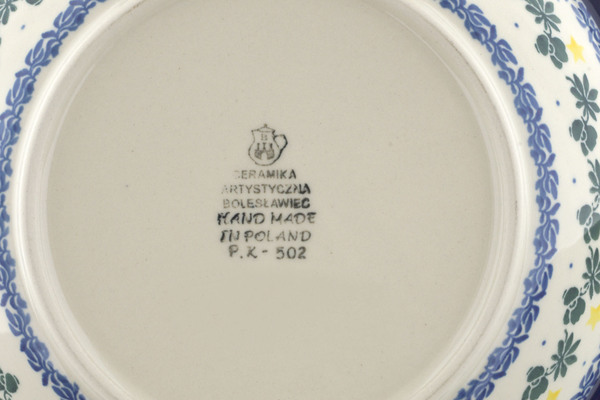 CERAMIKA
ARTYSTYCZNA
BOLESŁAWIEC
HAND MADE
IN POLAND
P.X - 502